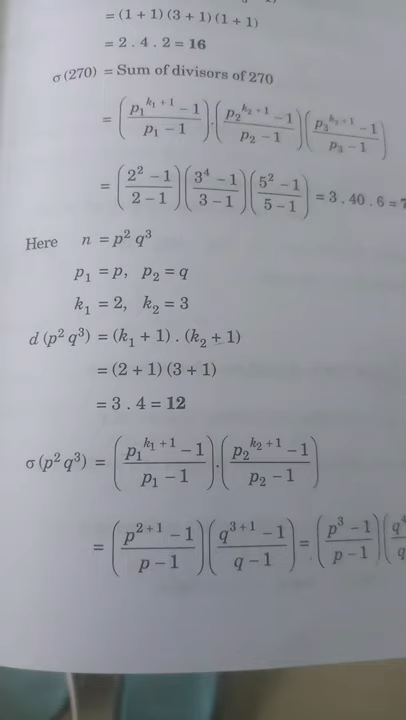 = (1 + 1) (3 + 1) (1 + 1)
= 2 . 4 . 2 = 16
σ (270) = Sum of divisors of 270
= ((p₁^(k₁ + 1) − 1)/(p₁ − 1)) . ((p₂^(k₂ + 1) − 1)/(p₂ − 1)) ((p₃^(k₃ + 1) − 1)/(p₃ − 1))
= ((2² − 1)/(2 − 1)) ((3⁴ − 1)/(3 − 1)) ((5² − 1)/(5 − 1)) = 3 . 40 . 6 = 7
Here n = p² q³
p₁ = p, p₂ = q
k₁ = 2, k₂ = 3
d (p² q³) = (k₁ + 1) . (k₂ + 1)
= (2 + 1) (3 + 1)
= 3 . 4 = 12
σ (p² q³) = ((p₁^(k₁ + 1) − 1)/(p₁ − 1)) . ((p₂^(k₂ + 1) − 1)/(p₂ − 1))
= ((p^(2 + 1) − 1)/(p − 1)) ((q^(3 + 1) − 1)/(q − 1)) = ((p³ − 1)/(p − 1)) (q⁴/q